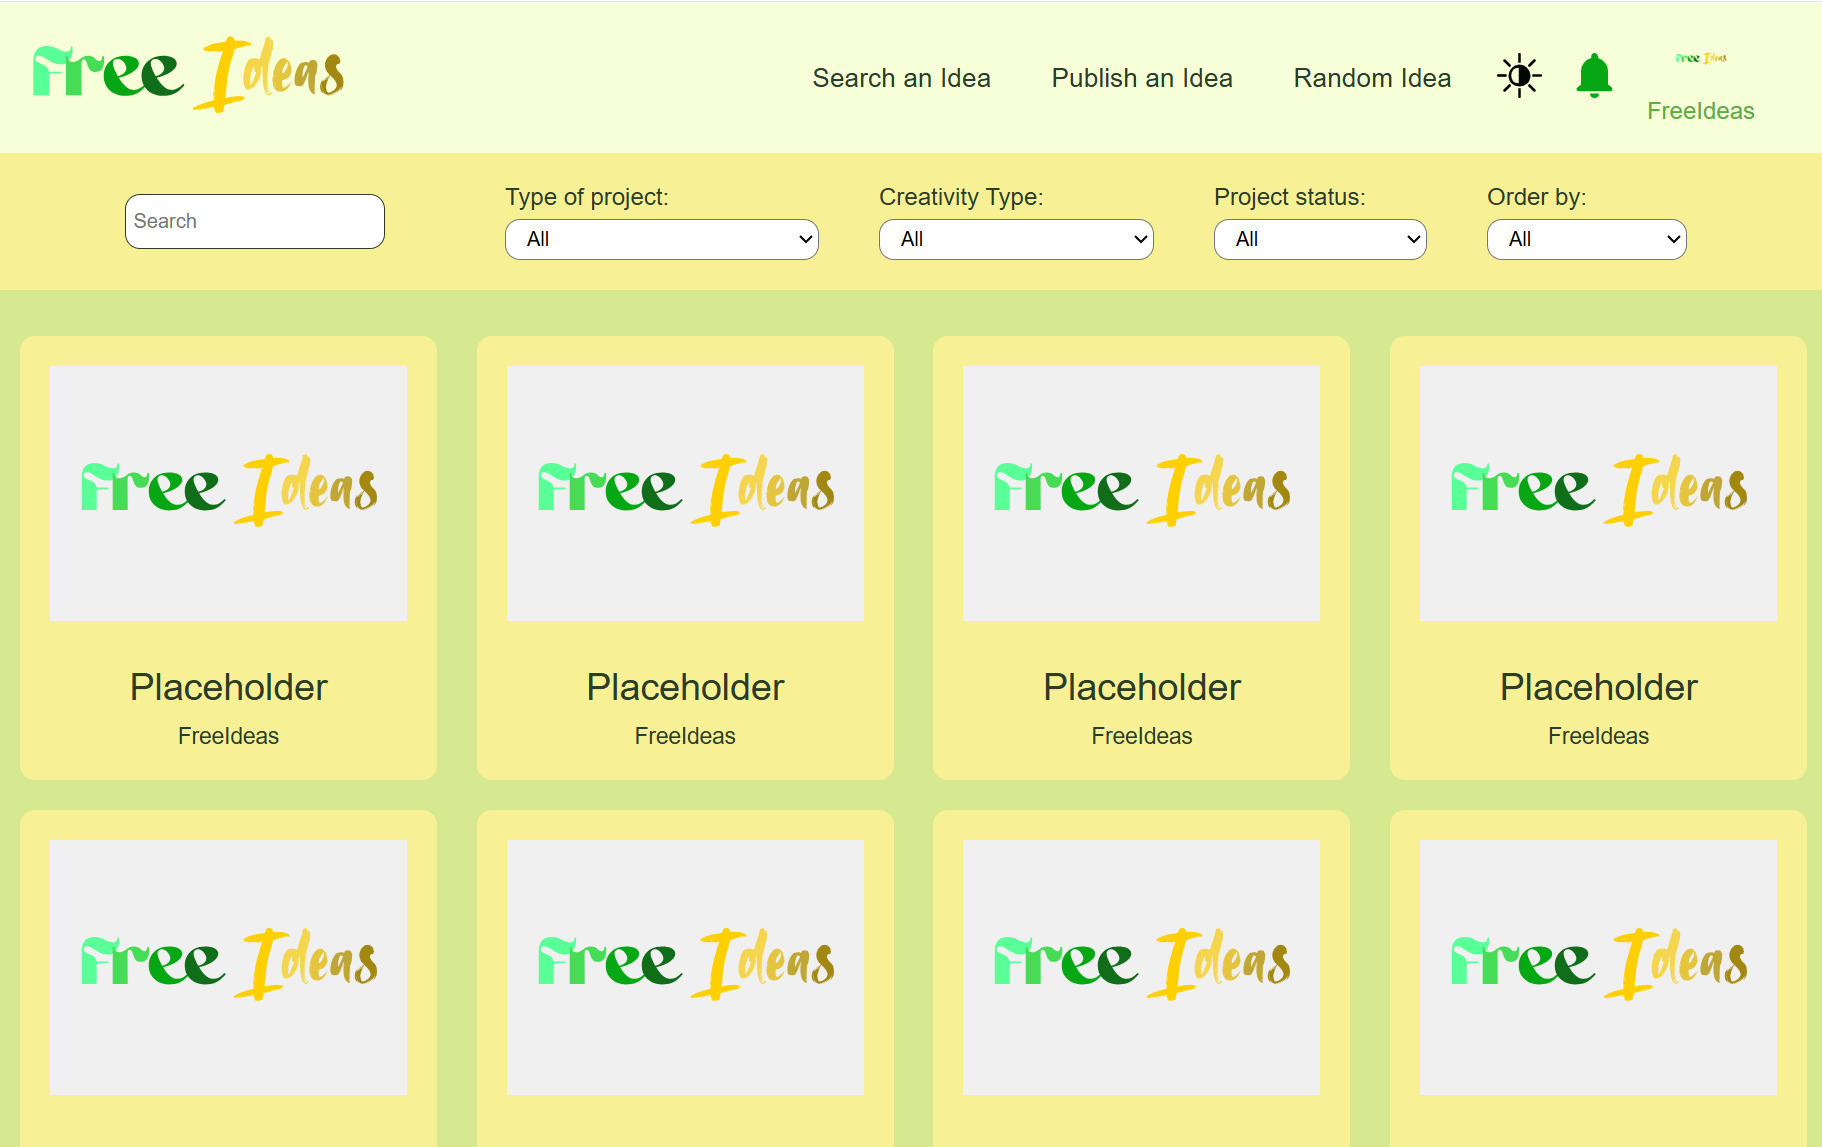 Free Ideas
Search an Idea
Publish an Idea
Random Idea
Free Ideas
FreeIdeas
Search
Type of project:
All
Creativity Type:
All
Project status:
All
Order by:
All
Free Ideas
Placeholder
FreeIdeas
Free Ideas
Placeholder
FreeIdeas
Free Ideas
Placeholder
FreeIdeas
Free Ideas
Placeholder
FreeIdeas
Free Ideas
Free Ideas
Free Ideas
Free Ideas